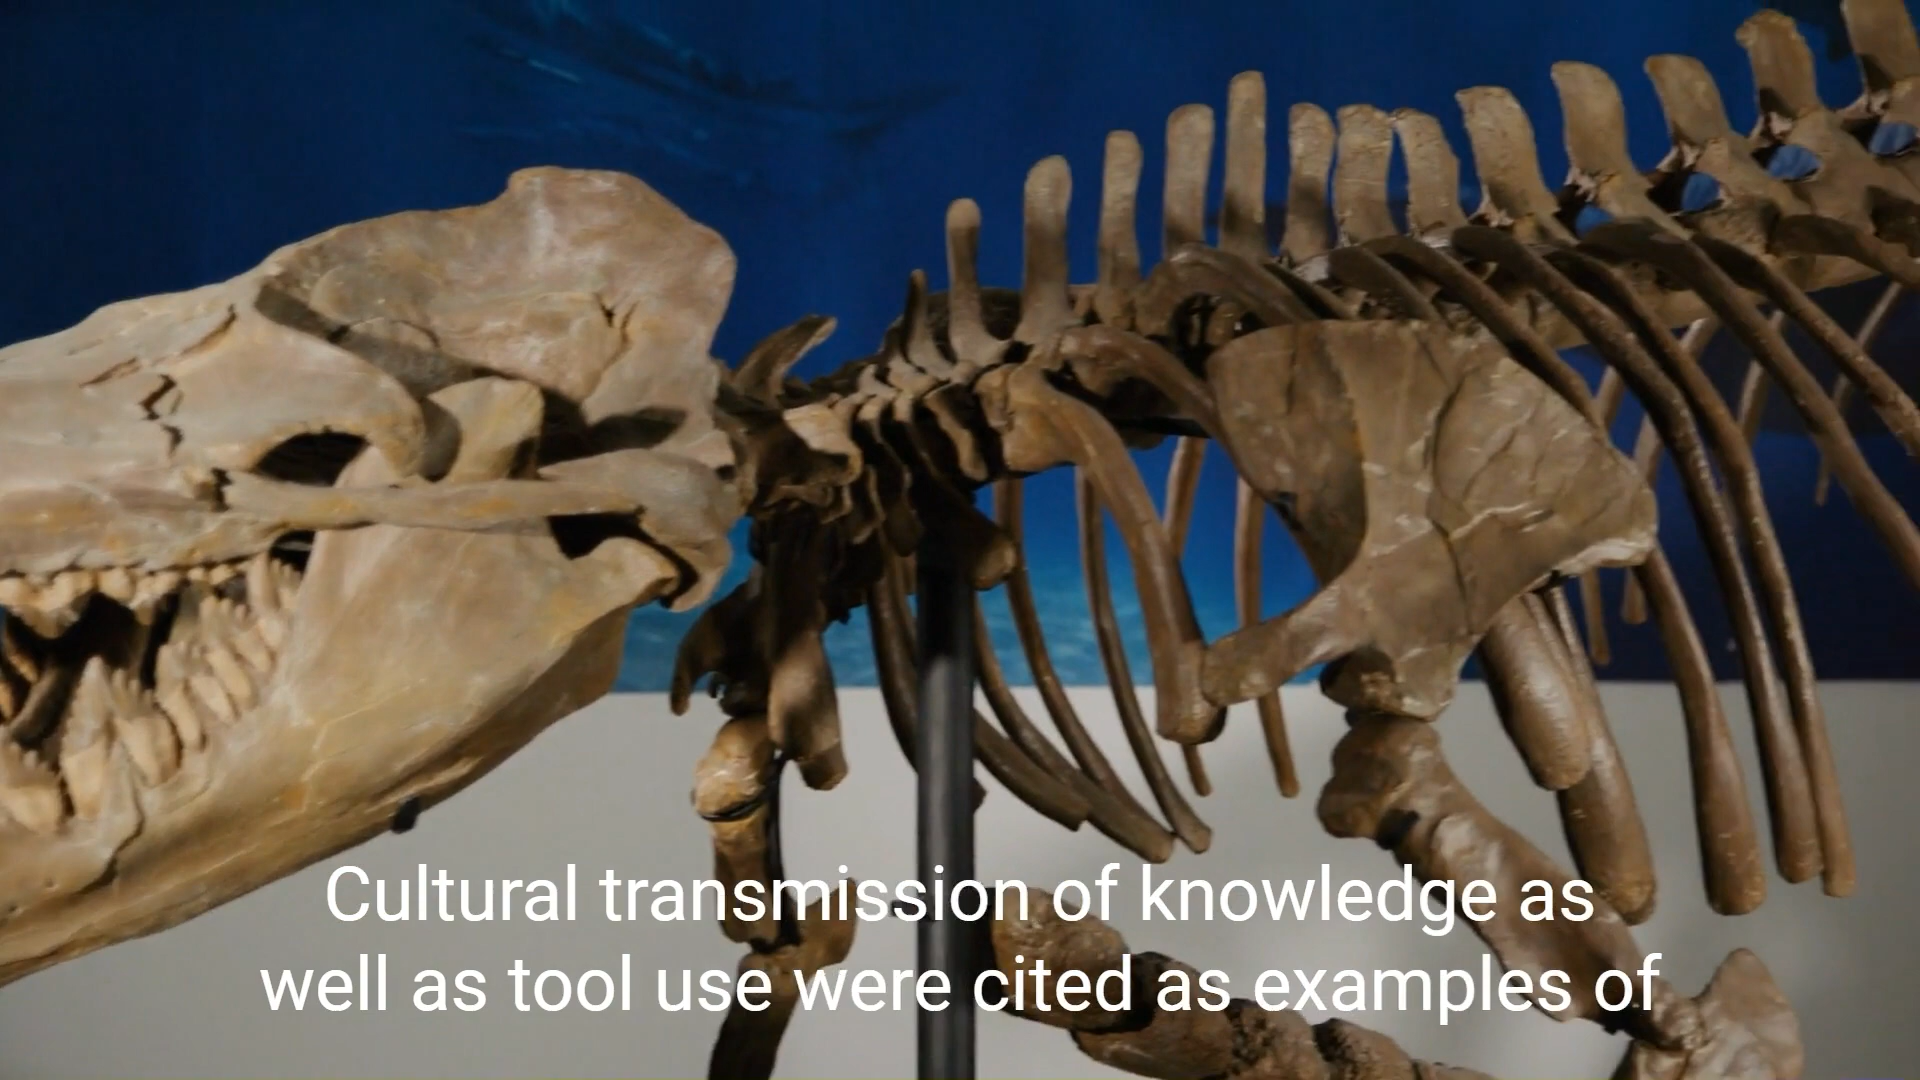 Cultural transmission of knowledge as
well as tool use were cited as examples of